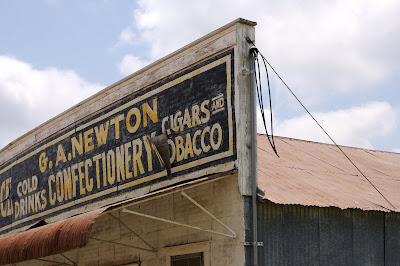 G. A. NEWTON
COLD DRINKS
CONFECTIONERY
CIGARS AND
TOBACCO